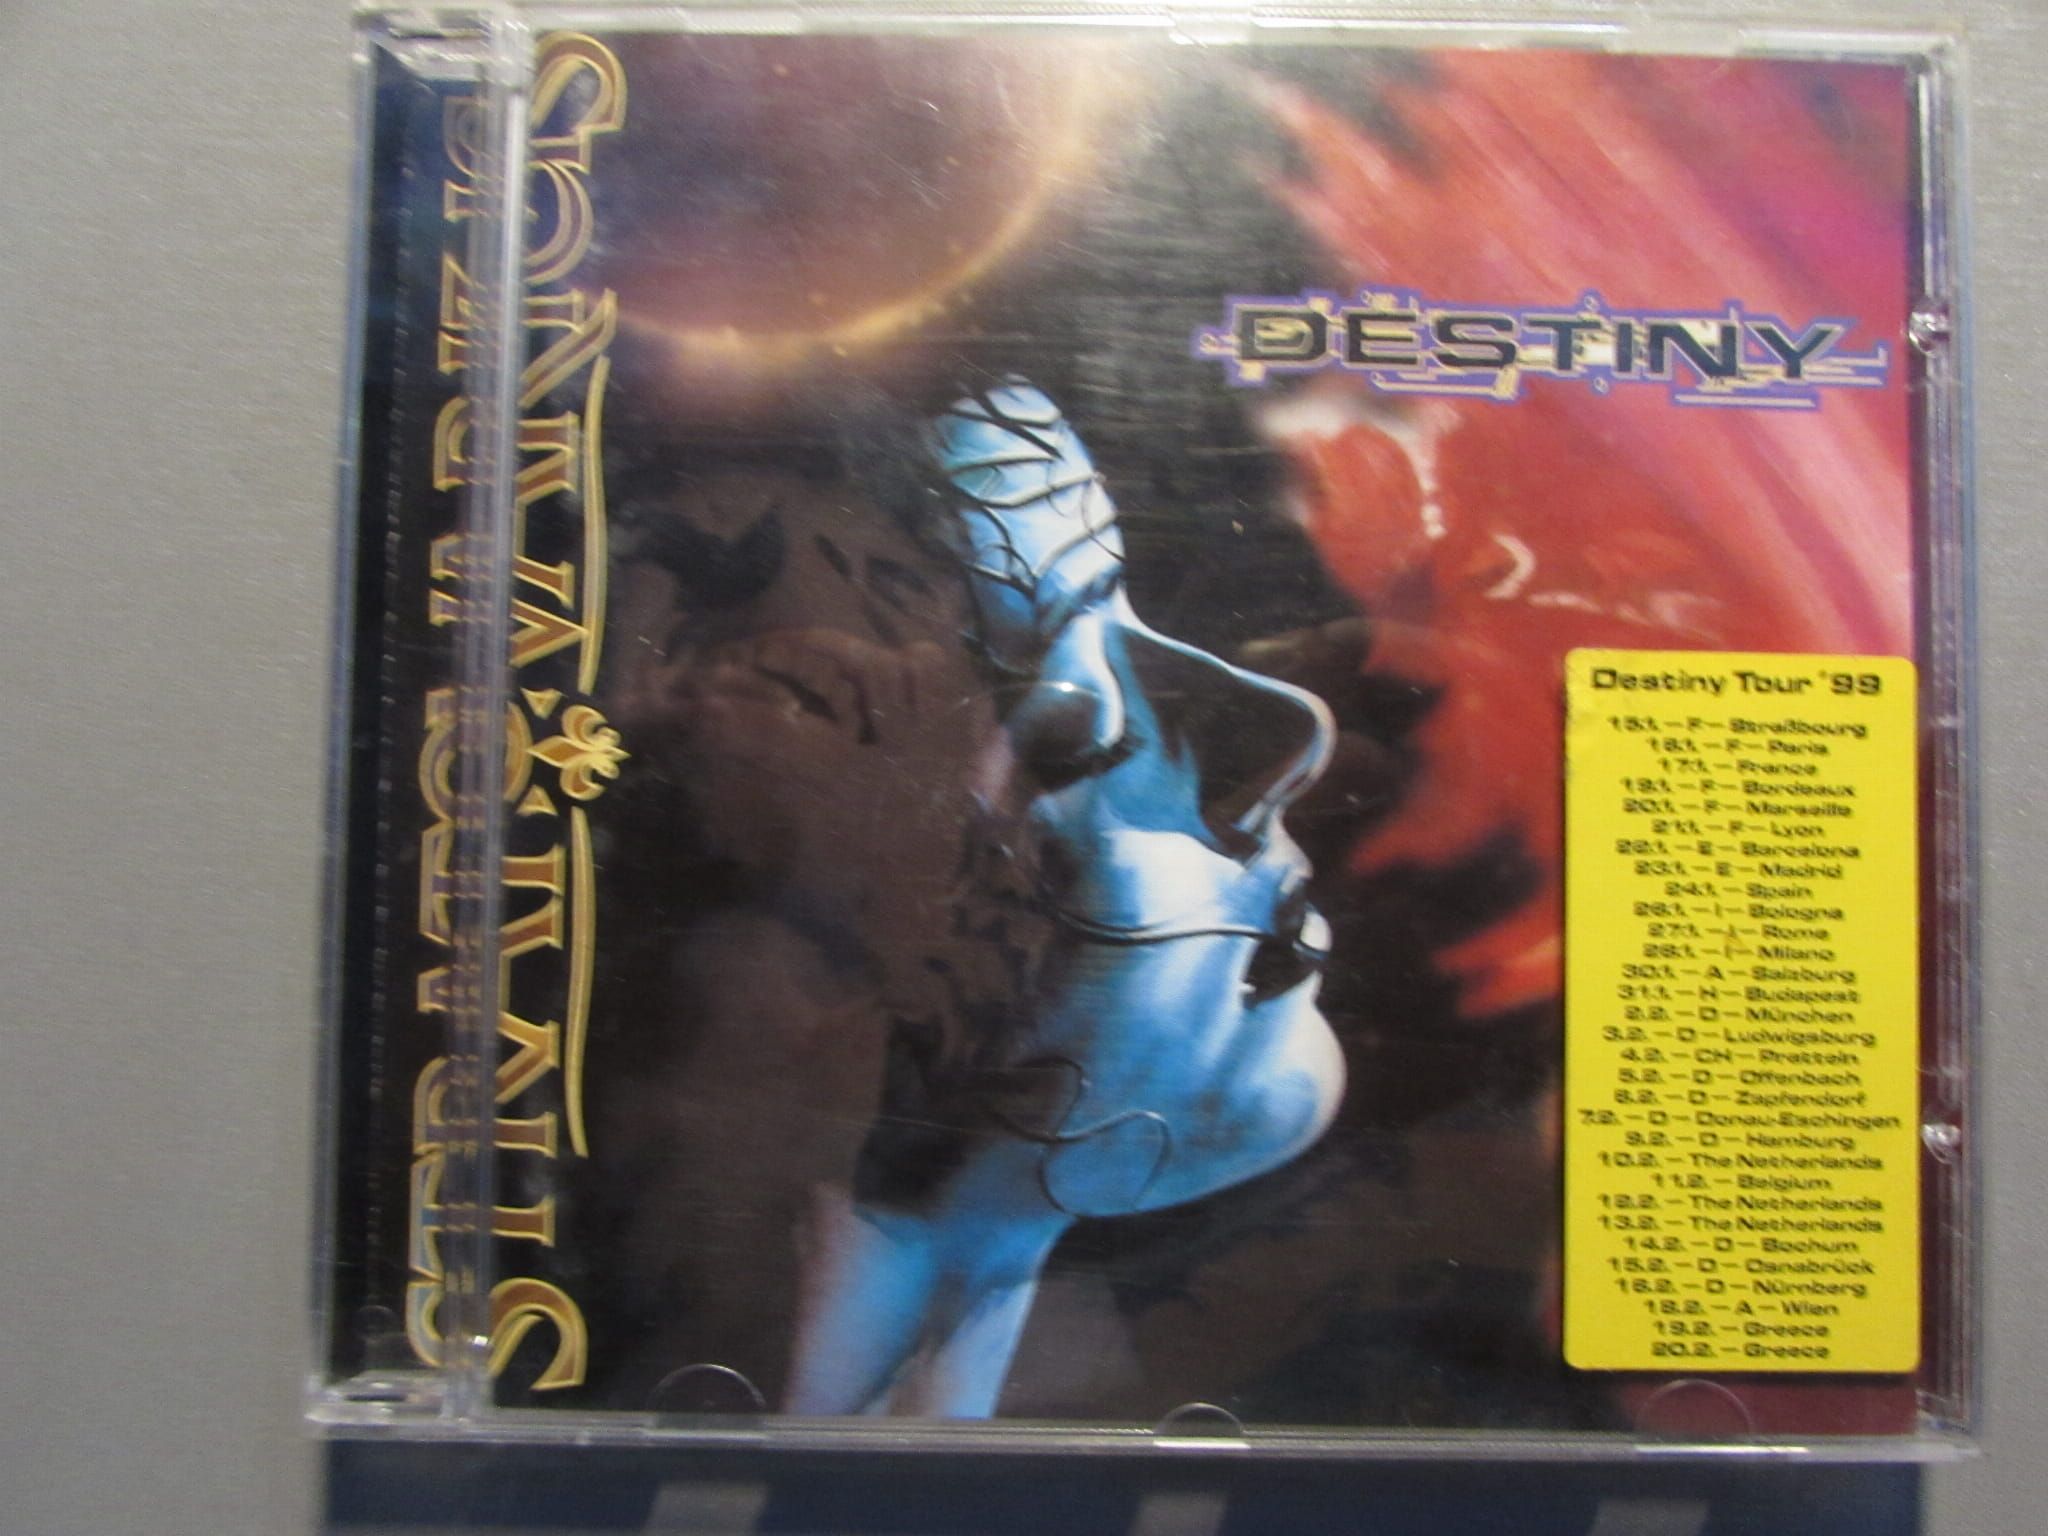 STRATOVARIUS
STRATOVARIUS
DESTINY
Destiny Tour '99
15.1. – F – Straßbourg
16.1. – F – Paris
17.1. – France
19.1. – F – Bordeaux
20.1. – F – Marseille
21.1. – F – Lyon
22.1. – E – Barcelona
23.1. – E – Madrid
24.1. – Spain
26.1. – I – Bologna
27.1. – I – Rome
28.1. – I – Milano
30.1. – A – Salzburg
31.1. – H – Budapest
2.2. – D – München
3.2. – D – Ludwigsburg
4.2. – CH – Pratteln
5.2. – D – Offenbach
6.2. – D – Zapfendorf
7.2. – D – Donau-Eschingen
9.2. – D – Hamburg
10.2. – The Netherlands
11.2. – Belgium
12.2. – The Netherlands
13.2. – The Netherlands
14.2. – D – Bochum
15.2. – D – Osnabrück
16.2. – D – Nürnberg
18.2. – A – Wien
19.2. – Greece
20.2. – Greece